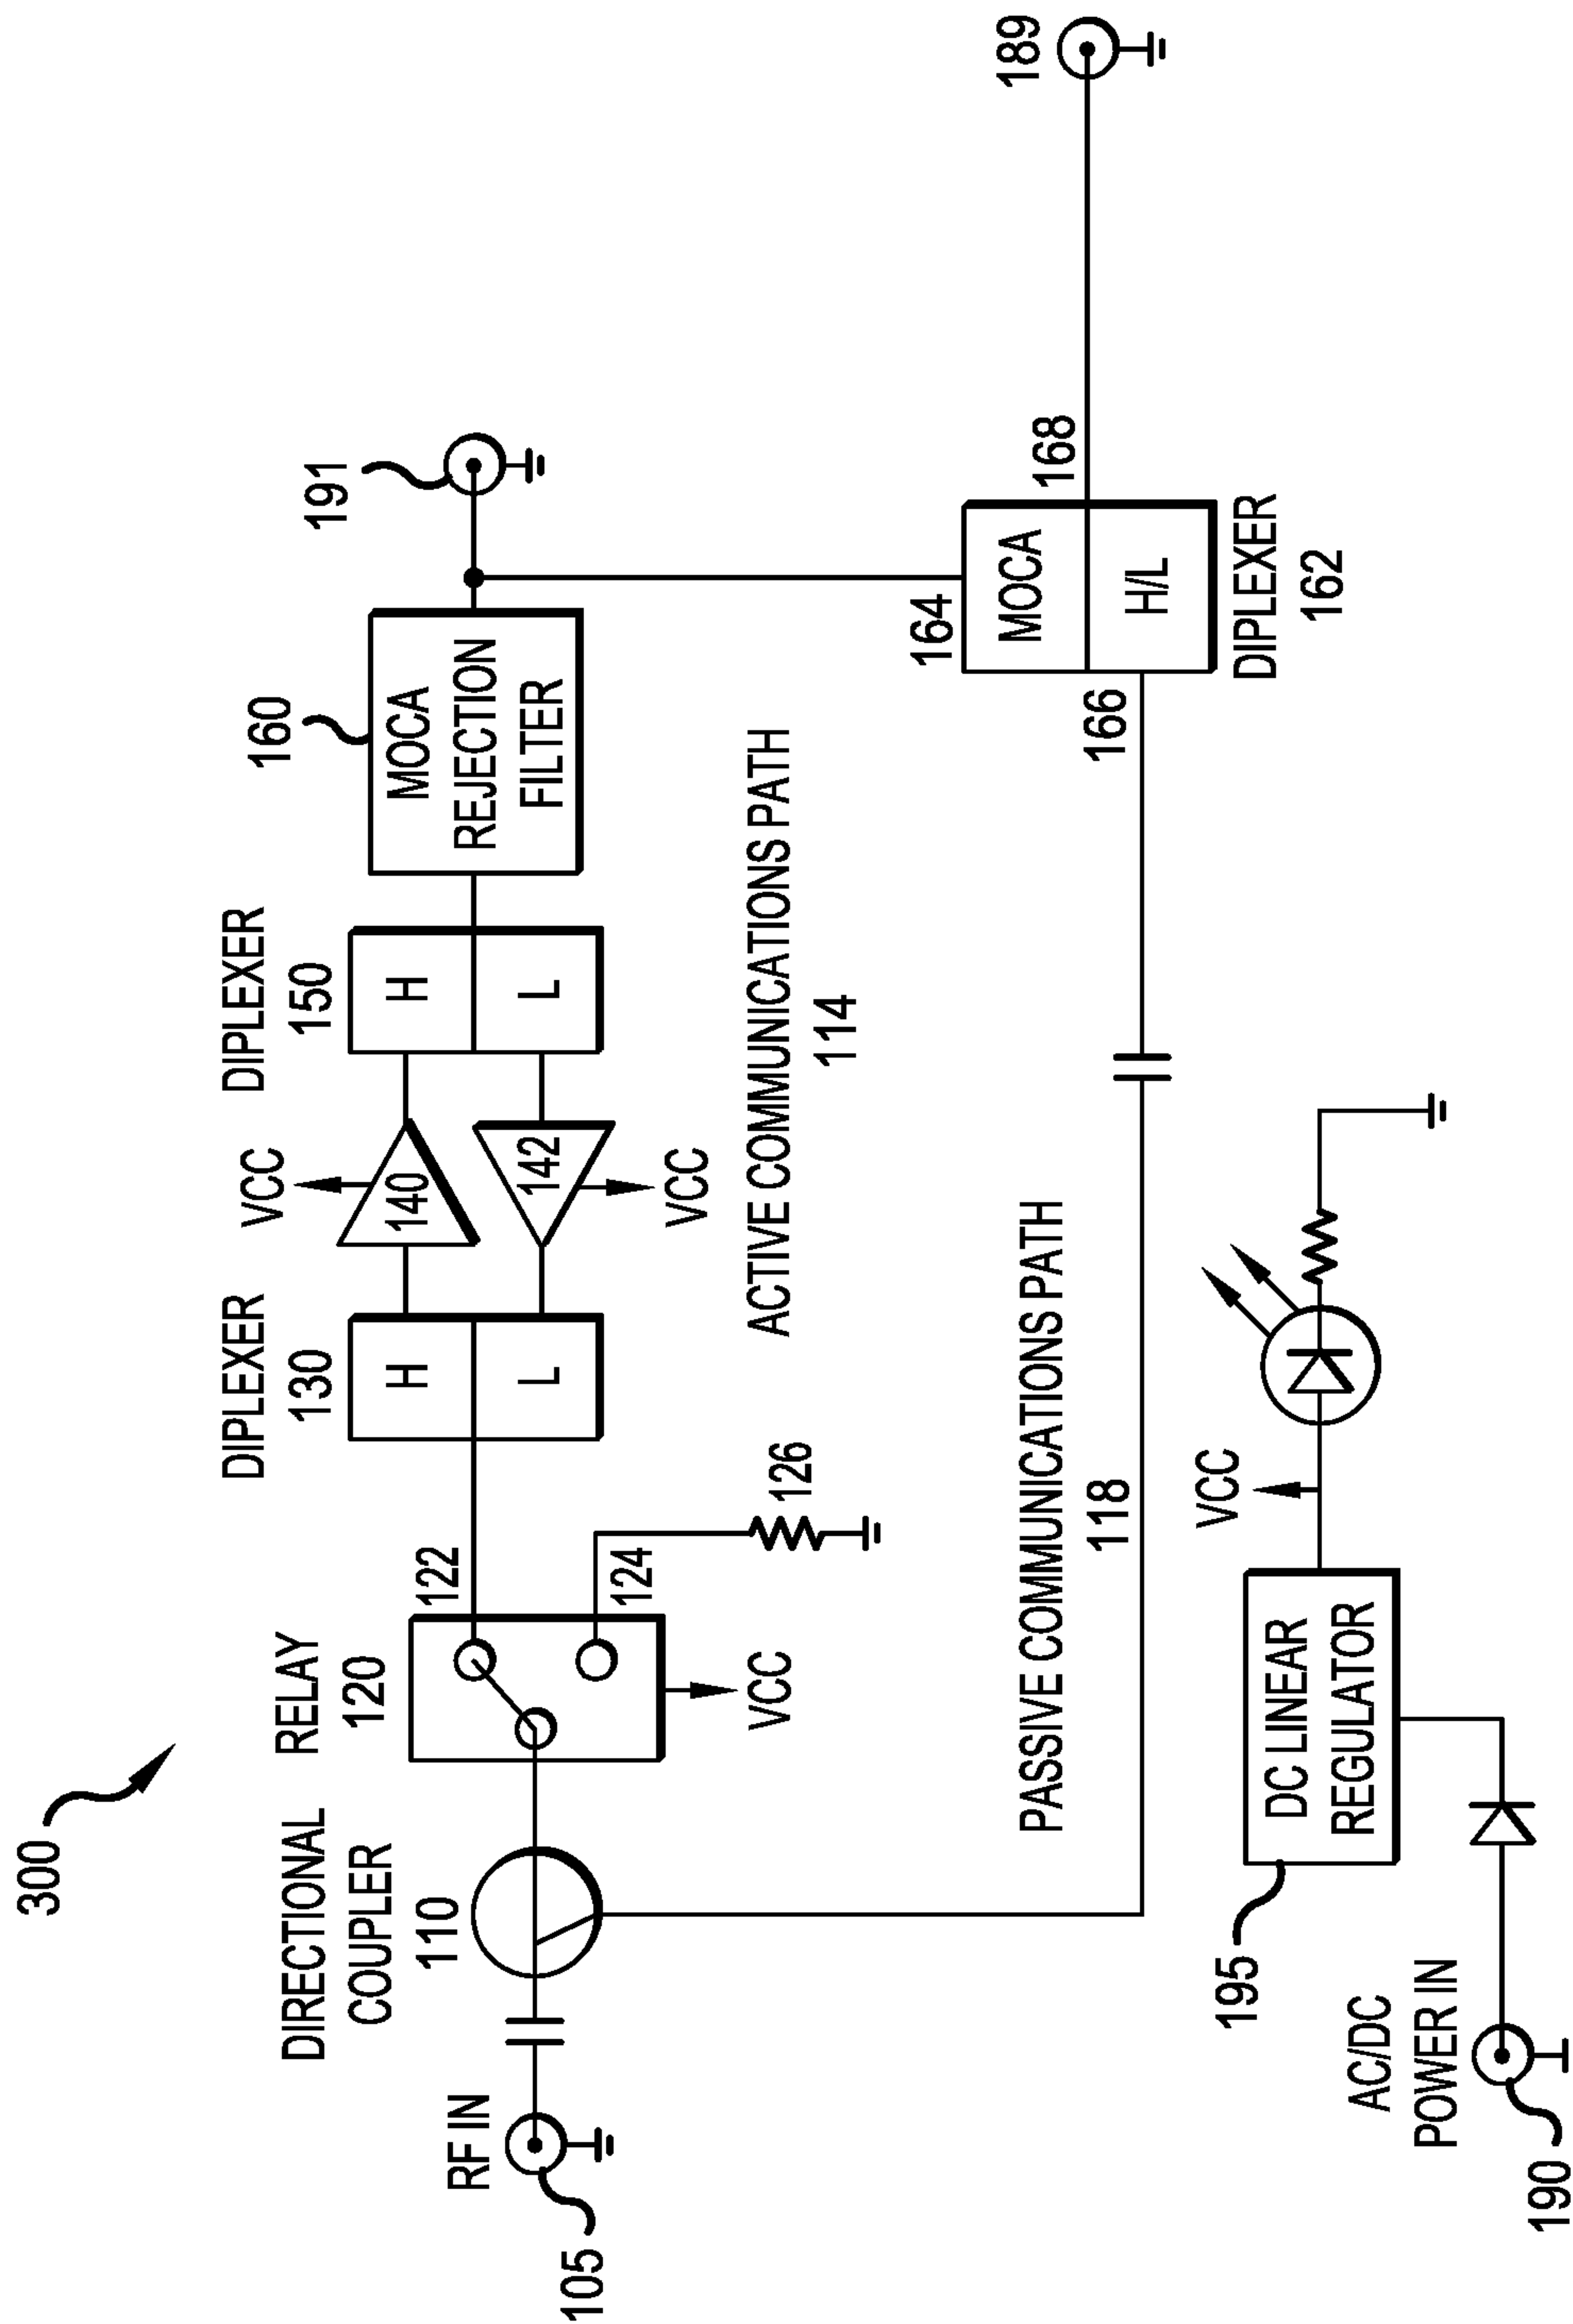 300
RF IN
105
DIRECTIONAL
COUPLER
110
RELAY
120
122
124
126
VCC
DIPLEXER
130
H
L
VCC
140
142
VCC
DIPLEXER
150
H
L
160
MOCA
REJECTION
FILTER
191
ACTIVE COMMUNICATIONS PATH
114
PASSIVE COMMUNICATIONS PATH
118
164
166
MOCA
H/L
168
DIPLEXER
162
189
AC/DC
POWER IN
190
195
DC LINEAR
REGULATOR
VCC